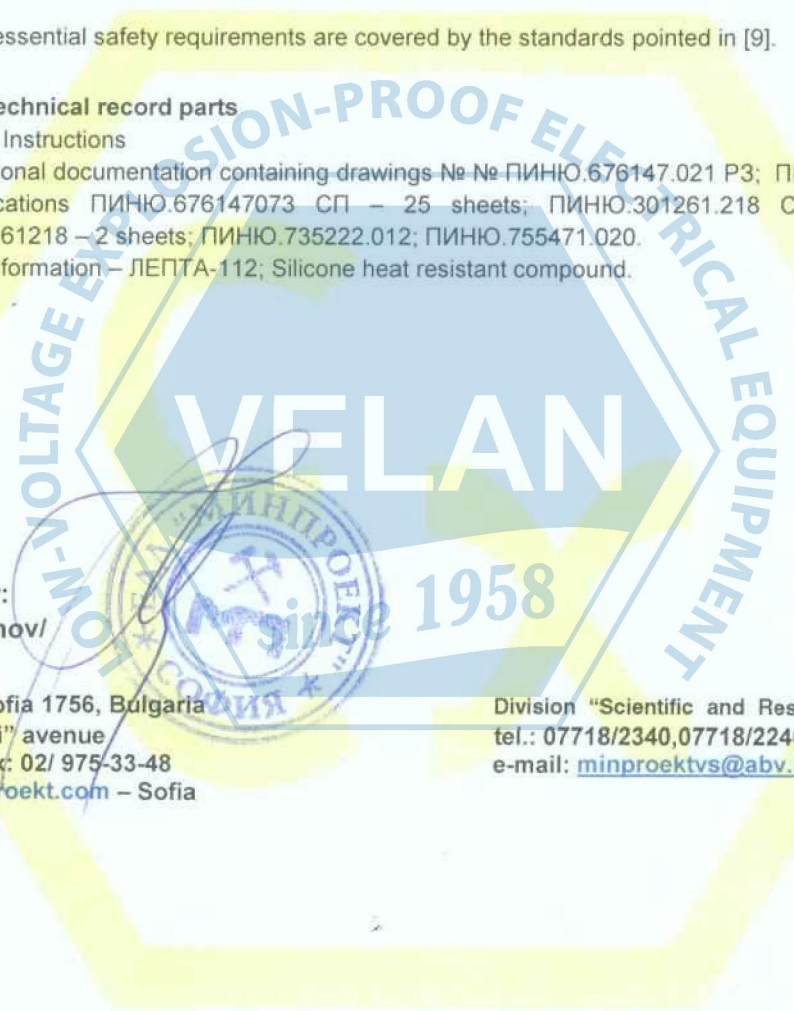 essential safety requirements are covered by the standards pointed in [9].
echnical record parts
Instructions
onal documentation containing drawings № № ПИНЮ.676147.021 РЗ; ПИ
cations ПИНЮ.676147073 СП – 25 sheets; ПИНЮ.301261.218 С
61218 – 2 sheets; ПИНЮ.735222.012; ПИНЮ.755471.020.
formation – ЛЕПТА-112; Silicone heat resistant compound.
LOW-VOLTAGE EXPLOSION-PROOF ELECTRICAL EQUIPMENT
VELAN
since 1958
"МИНПРОЕКТ"
СОФИЯ
:
nov/
ofia 1756, Bulgaria
i” avenue
x: 02/ 975-33-48
roekt.com – Sofia
Division “Scientific and Res
tel.: 07718/2340,07718/224
e-mail: minproektvs@abv.